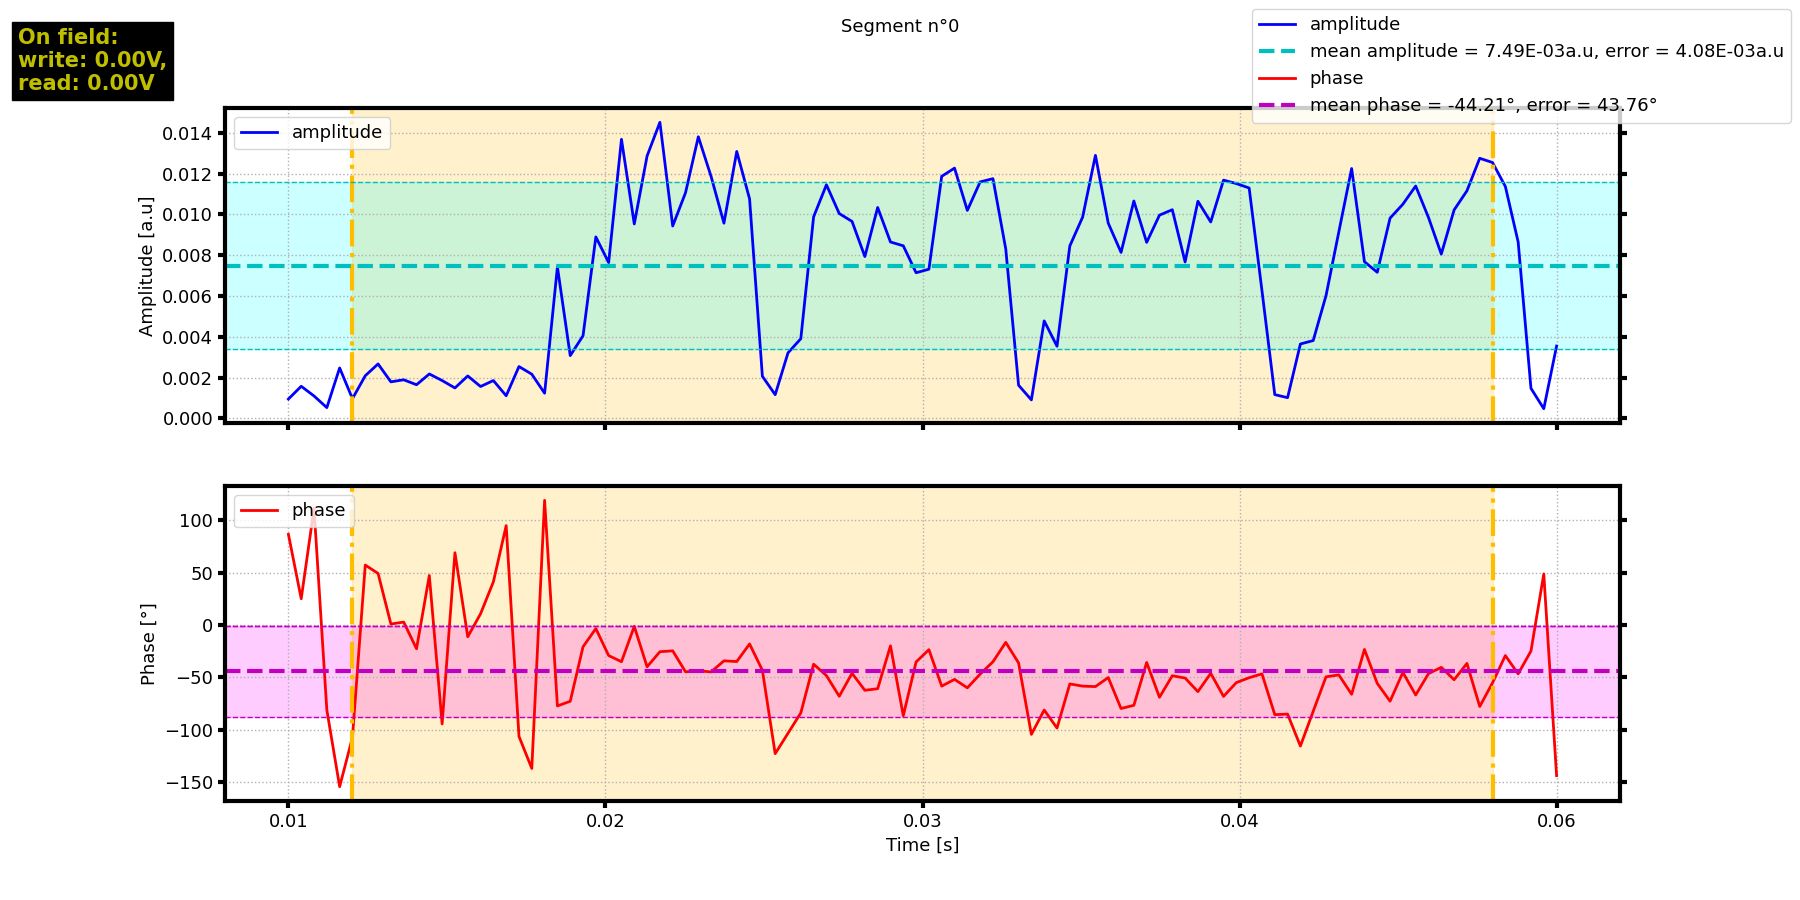 Segment n°0
On field:
write: 0.00V,
read: 0.00V
amplitude
mean amplitude = 7.49E-03a.u, error = 4.08E-03a.u
phase
mean phase = -44.21°, error = 43.76°
amplitude
Amplitude [a.u]
0.014
0.012
0.010
0.008
0.006
0.004
0.002
0.000
phase
Phase [°]
100
50
0
−50
−100
−150
0.01 0.02 0.03 0.04 0.06
Time [s]